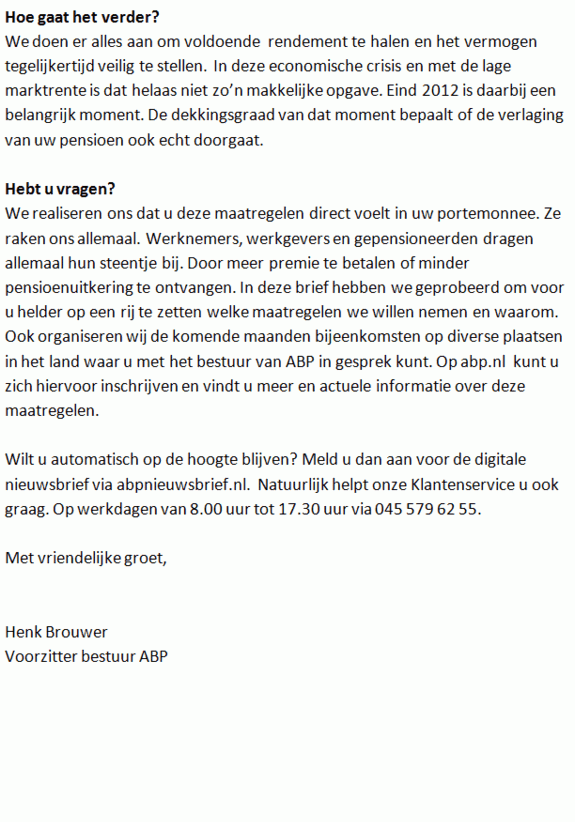 Hoe gaat het verder?
We doen er alles aan om voldoende rendement te halen en het vermogen
tegelijkertijd veilig te stellen. In deze economische crisis en met de lage
marktrente is dat helaas niet zo’n makkelijke opgave. Eind 2012 is daarbij een
belangrijk moment. De dekkingsgraad van dat moment bepaalt of de verlaging
van uw pensioen ook echt doorgaat.
Hebt u vragen?
We realiseren ons dat u deze maatregelen direct voelt in uw portemonnee. Ze
raken ons allemaal. Werknemers, werkgevers en gepensioneerden dragen
allemaal hun steentje bij. Door meer premie te betalen of minder
pensioenuitkering te ontvangen. In deze brief hebben we geprobeerd om voor
u helder op een rij te zetten welke maatregelen we willen nemen en waarom.
Ook organiseren wij de komende maanden bijeenkomsten op diverse plaatsen
in het land waar u met het bestuur van ABP in gesprek kunt. Op abp.nl kunt u
zich hiervoor inschrijven en vindt u meer en actuele informatie over deze
maatregelen.
Wilt u automatisch op de hoogte blijven? Meld u dan aan voor de digitale
nieuwsbrief via abpnieuwsbrief.nl. Natuurlijk helpt onze Klantenservice u ook
graag. Op werkdagen van 8.00 uur tot 17.30 uur via 045 579 62 55.
Met vriendelijke groet,
Henk Brouwer
Voorzitter bestuur ABP